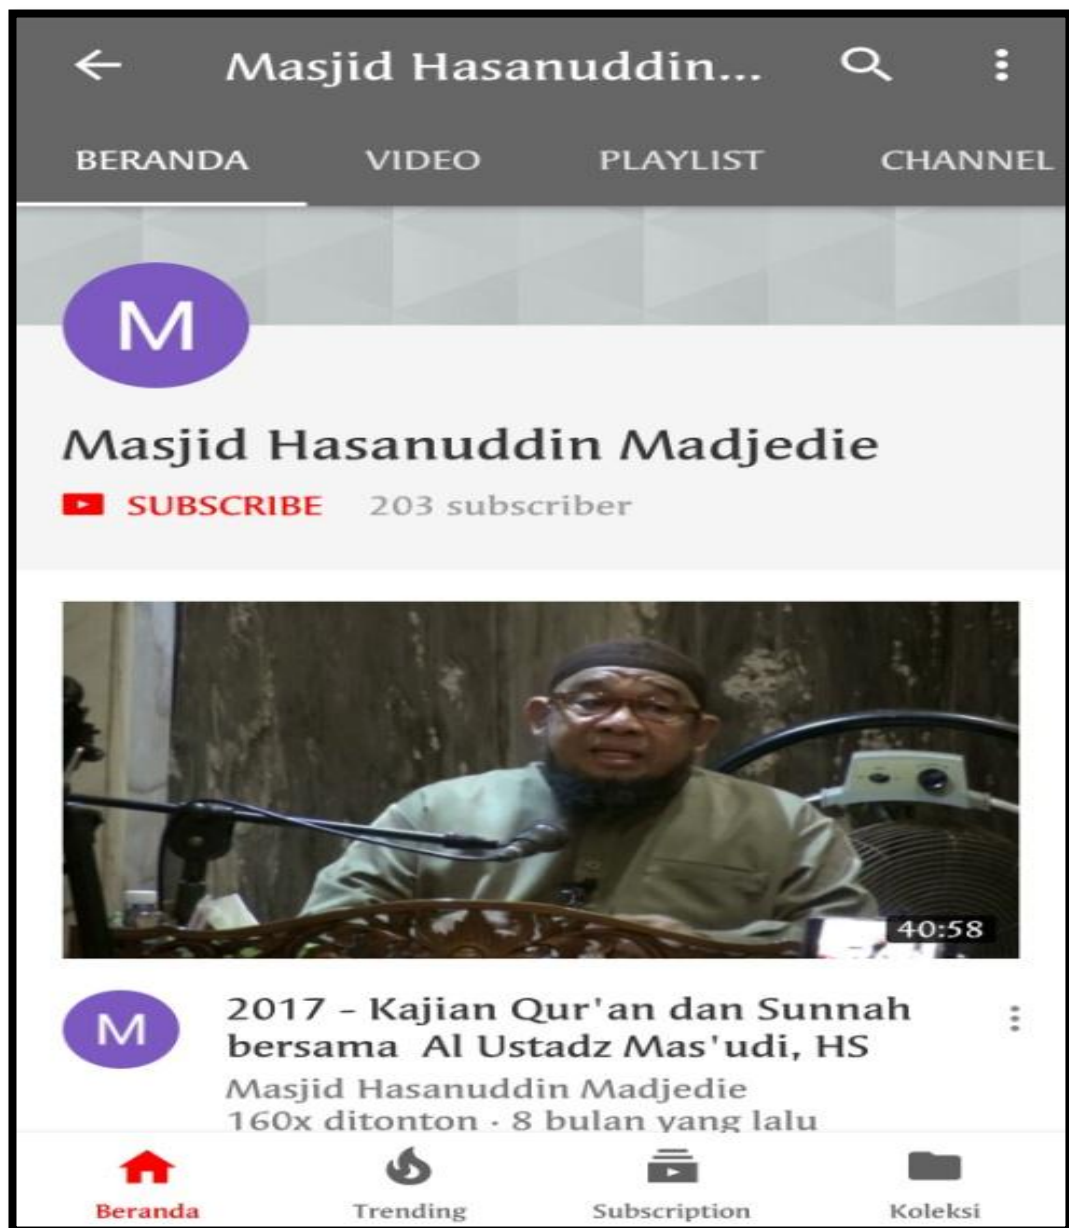 Masjid Hasanuddin...
BERANDA VIDEO PLAYLIST CHANNEL
M
Masjid Hasanuddin Madjedie
SUBSCRIBE 203 subscriber
40:58
M
2017 - Kajian Qur'an dan Sunnah
bersama Al Ustadz Mas'udi, HS
Masjid Hasanuddin Madjedie
160x ditonton · 8 bulan yang lalu
Beranda Trending Subscription Koleksi